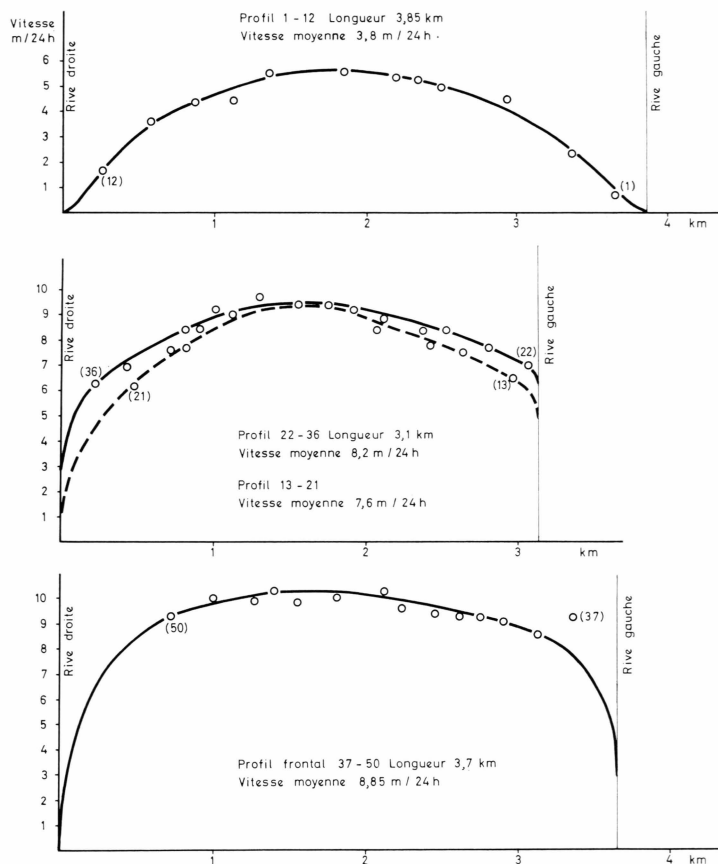 Vitesse
m/24h
Profil 1-12 Longueur 3,85 km
Vitesse moyenne 3,8 m/24h
Rive droite
Rive gauche
6
5
4
3
2
1
(12)
(1)
1
2
3
4
km
Rive droite
Rive gauche
10
9
8
7
6
5
4
3
2
1
(36)
(21)
(22)
(13)
Profil 22-36 Longueur 3,1 km
Vitesse moyenne 8,2 m/24h
Profil 13-21
Vitesse moyenne 7,6 m/24h
1
2
3
km
Rive droite
Rive gauche
10
9
8
7
6
5
4
3
2
1
(50)
(37)
Profil frontal 37-50 Longueur 3,7 km
Vitesse moyenne 8,85 m/24h
1
2
3
4
km